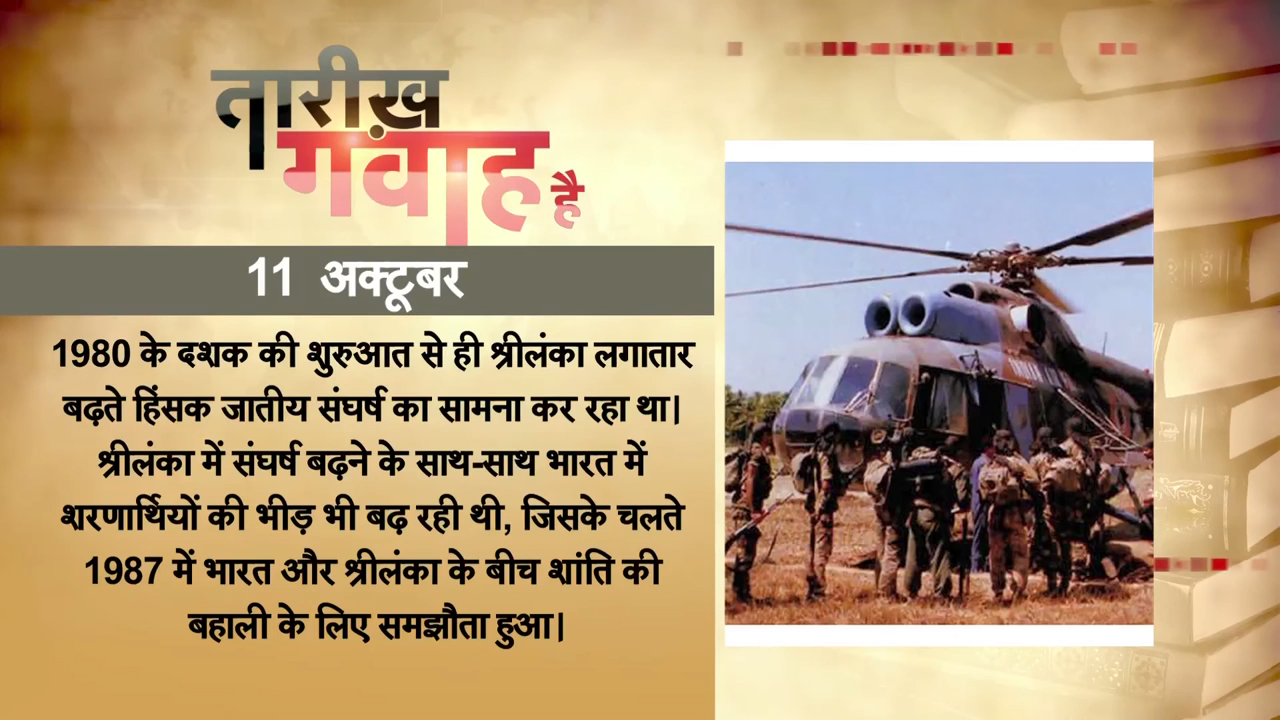 तारीख़
गवाह है
11 अक्टूबर
1980 के दशक की शुरुआत से ही श्रीलंका लगातार
बढ़ते हिंसक जातीय संघर्ष का सामना कर रहा था।
श्रीलंका में संघर्ष बढ़ने के साथ-साथ भारत में
शरणार्थियों की भीड़ भी बढ़ रही थी, जिसके चलते
1987 में भारत और श्रीलंका के बीच शांति की
बहाली के लिए समझौता हुआ।